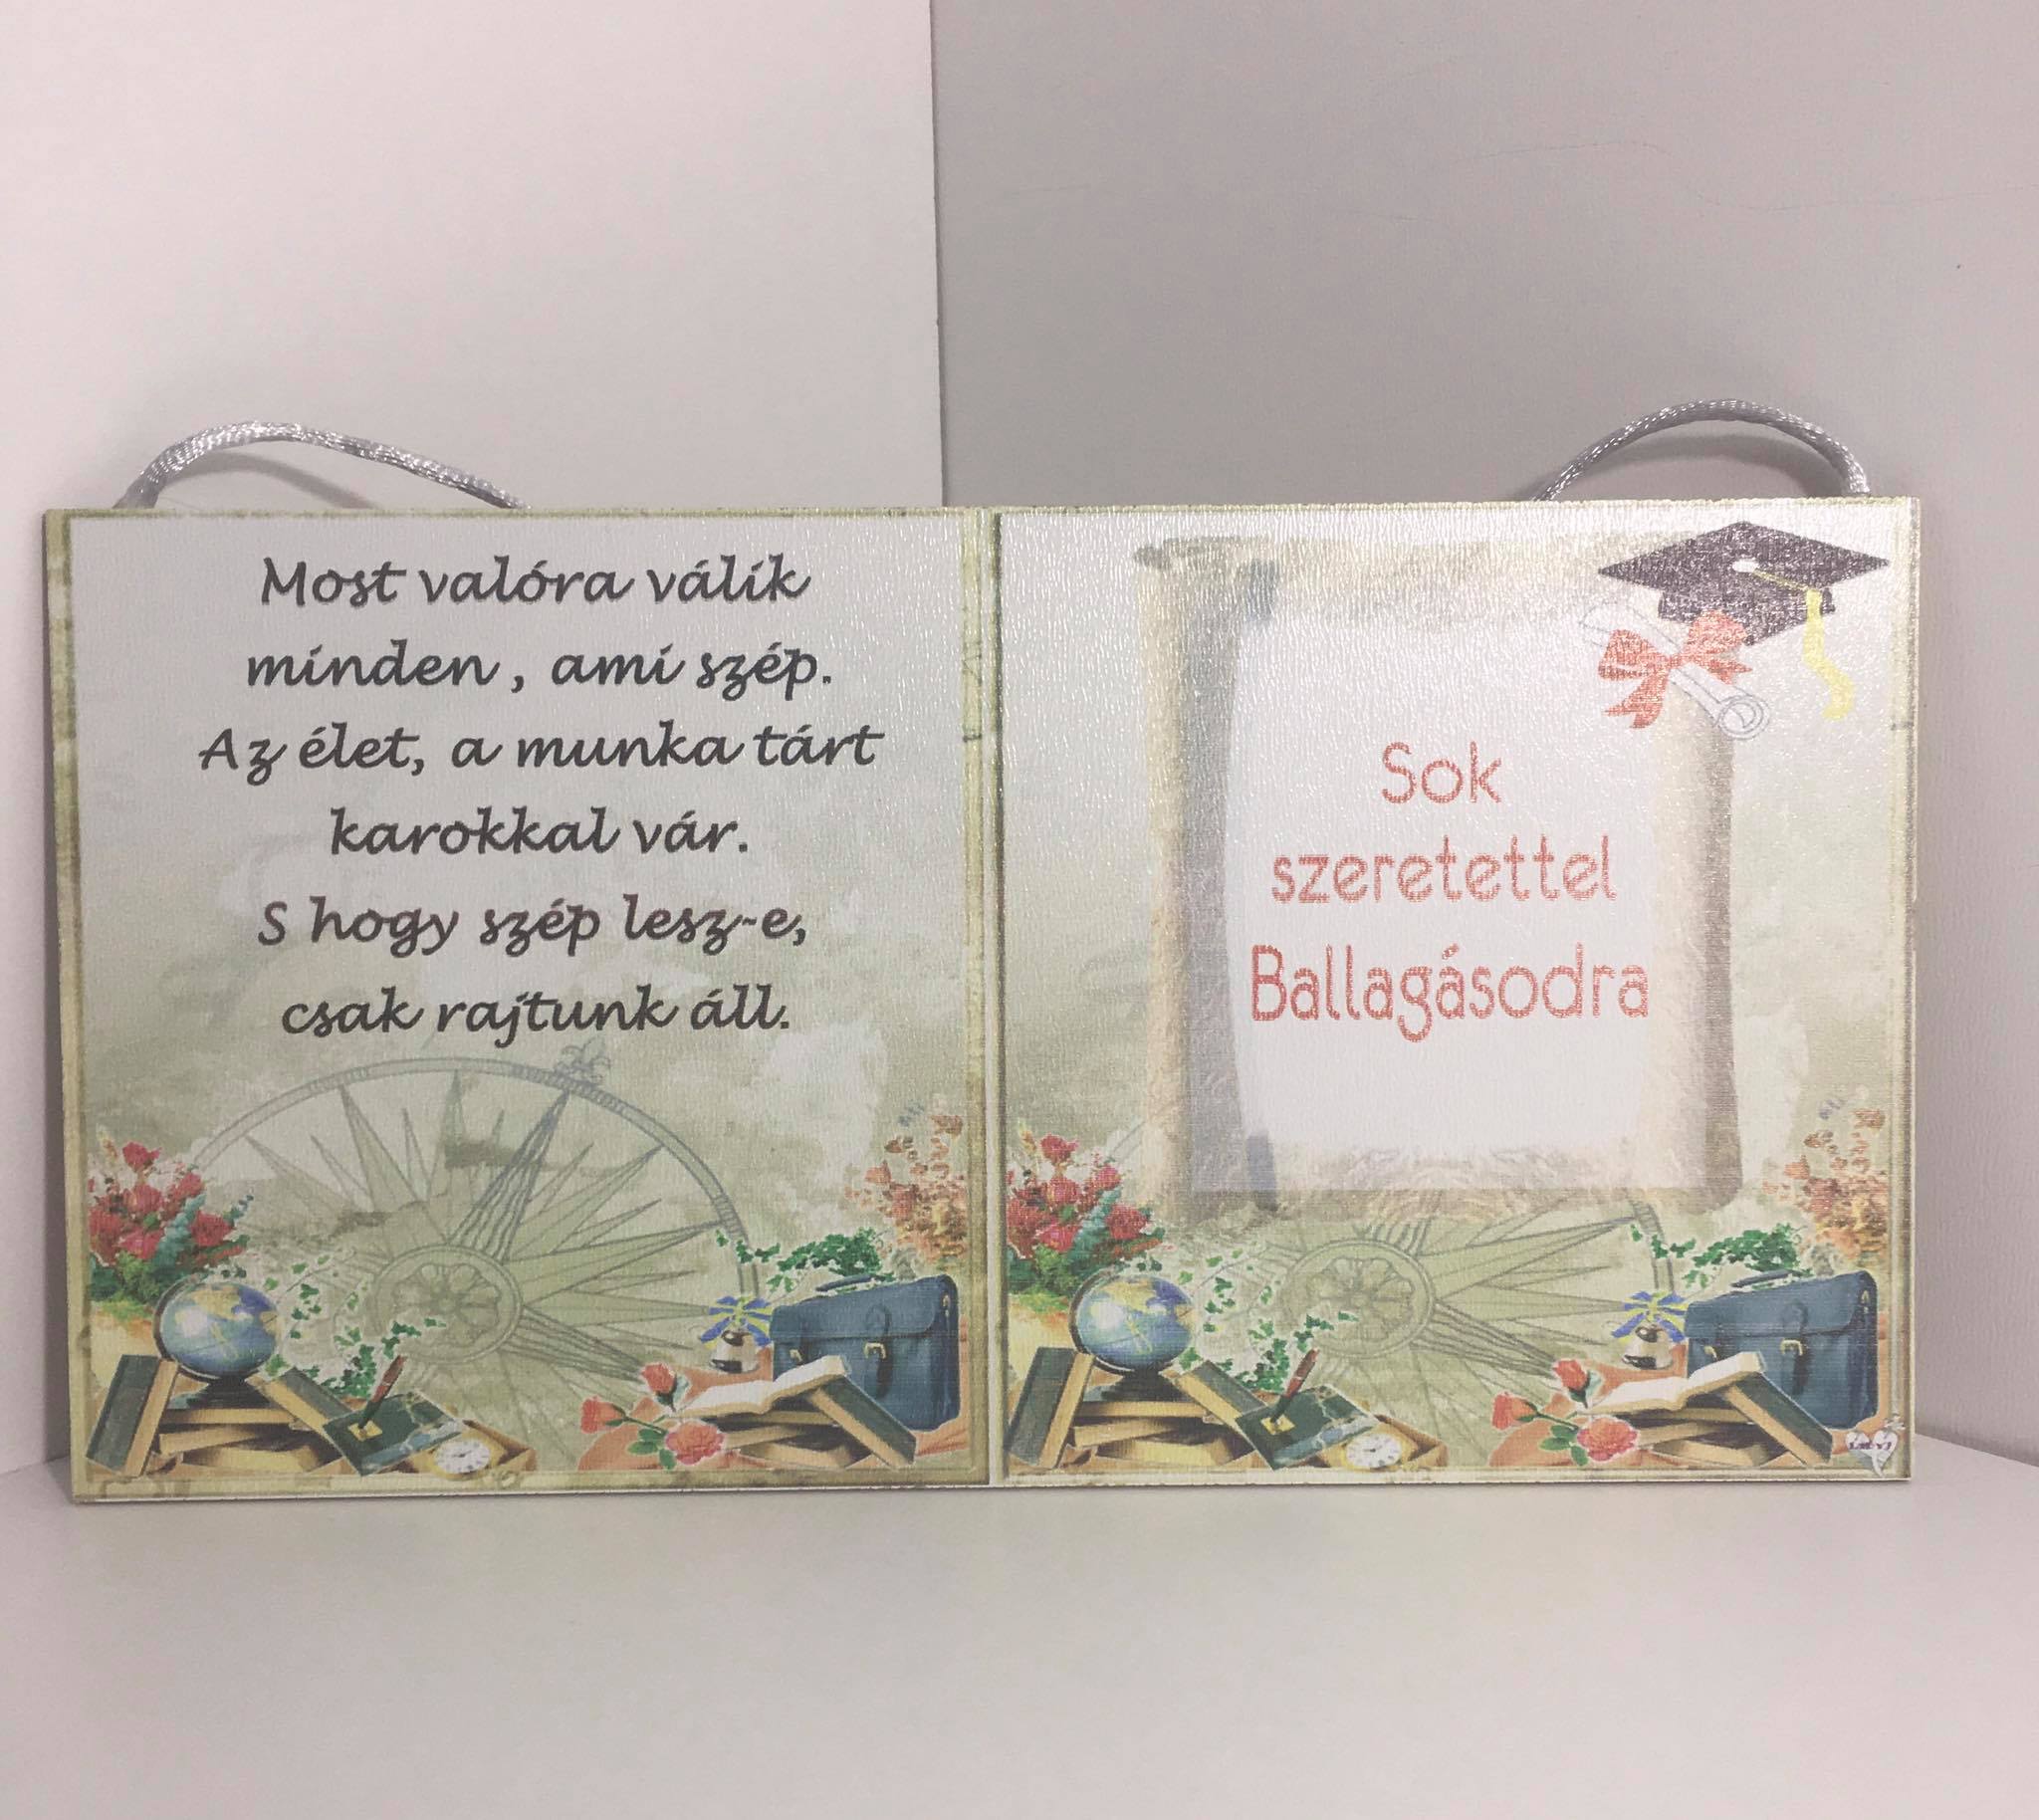 Most valóra válik
minden , ami szép.
Az élet, a munka tárt
karokkal vár.
S hogy szép lesz-e,
csak rajtunk áll.
Sok
szeretettel
Ballagásodra